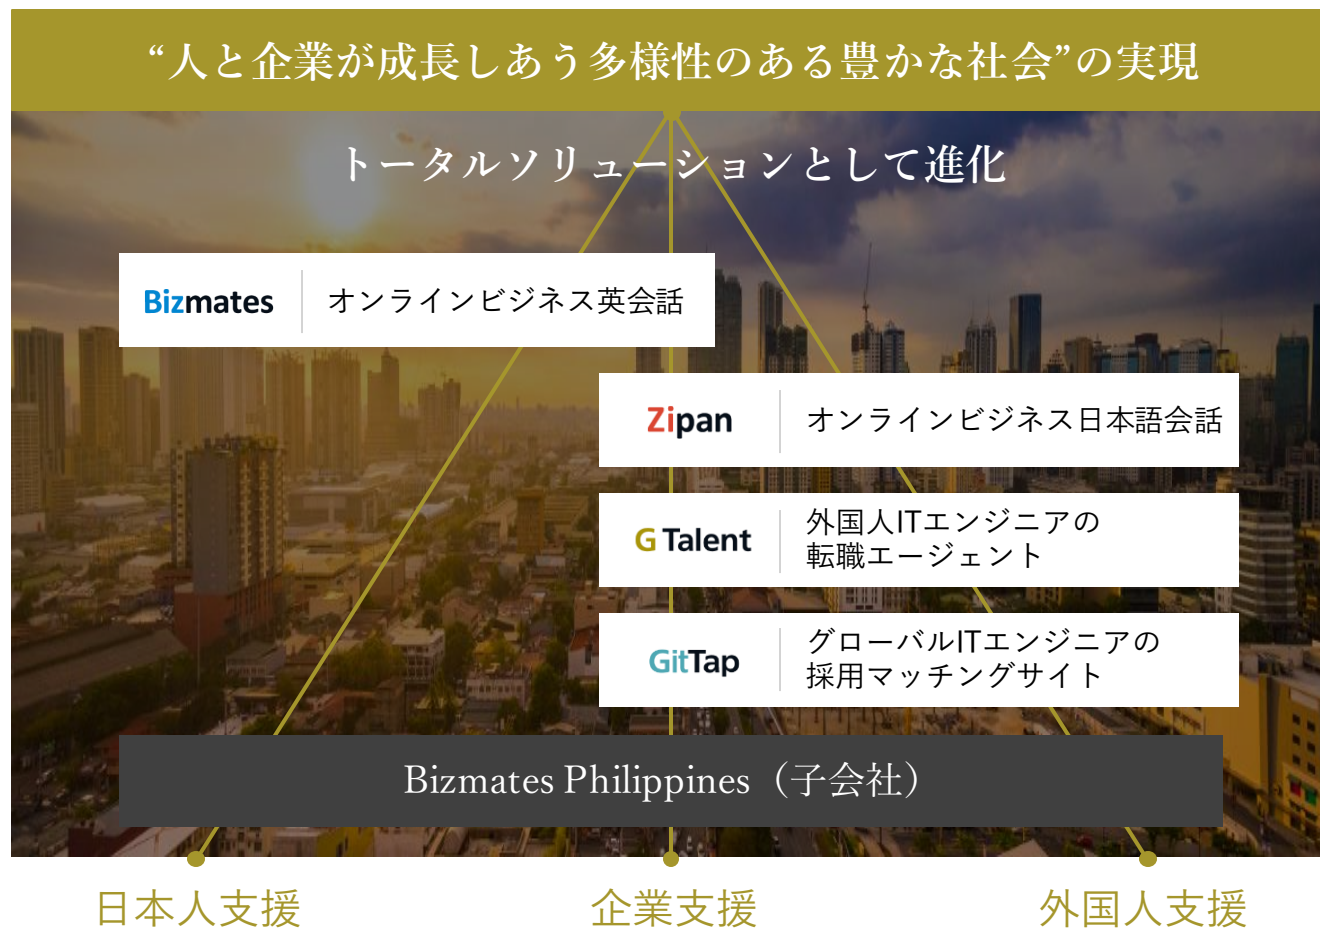 “人と企業が成長しあう多様性のある豊かな社会”の実現
トータルソリューションとして進化
Bizmates
オンラインビジネス英会話
Zipan
オンラインビジネス日本語会話
G Talent
外国人ITエンジニアの
転職エージェント
GitTap
グローバルITエンジニアの
採用マッチングサイト
Bizmates Philippines（子会社）
日本人支援
企業支援
外国人支援